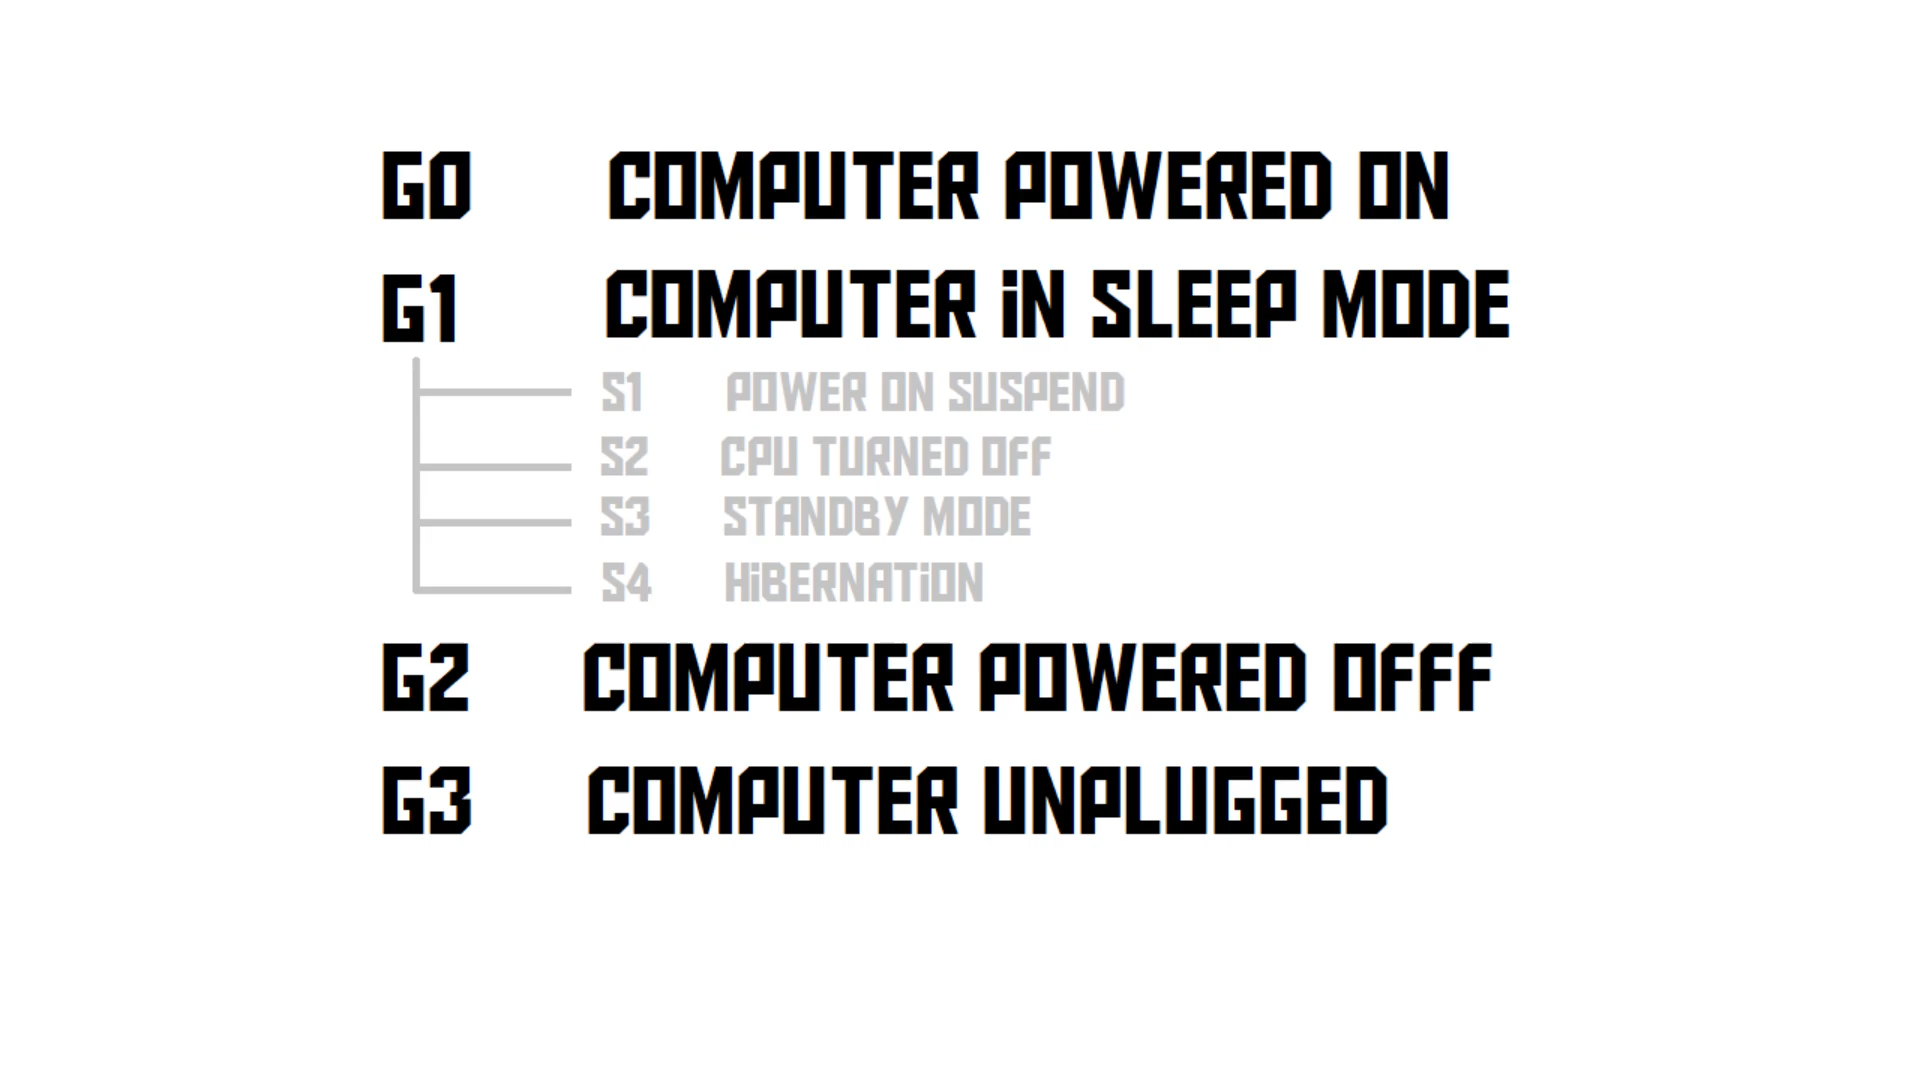 G0 COMPUTER POWERED ON
G1 COMPUTER iN SLEEP MODE
S1 POWER ON SUSPEND
S2 CPU TURNED OFF
S3 STANDBY MODE
S4 HiBERNATiON
G2 COMPUTER POWERED OFFF
G3 COMPUTER UNPLUGGED